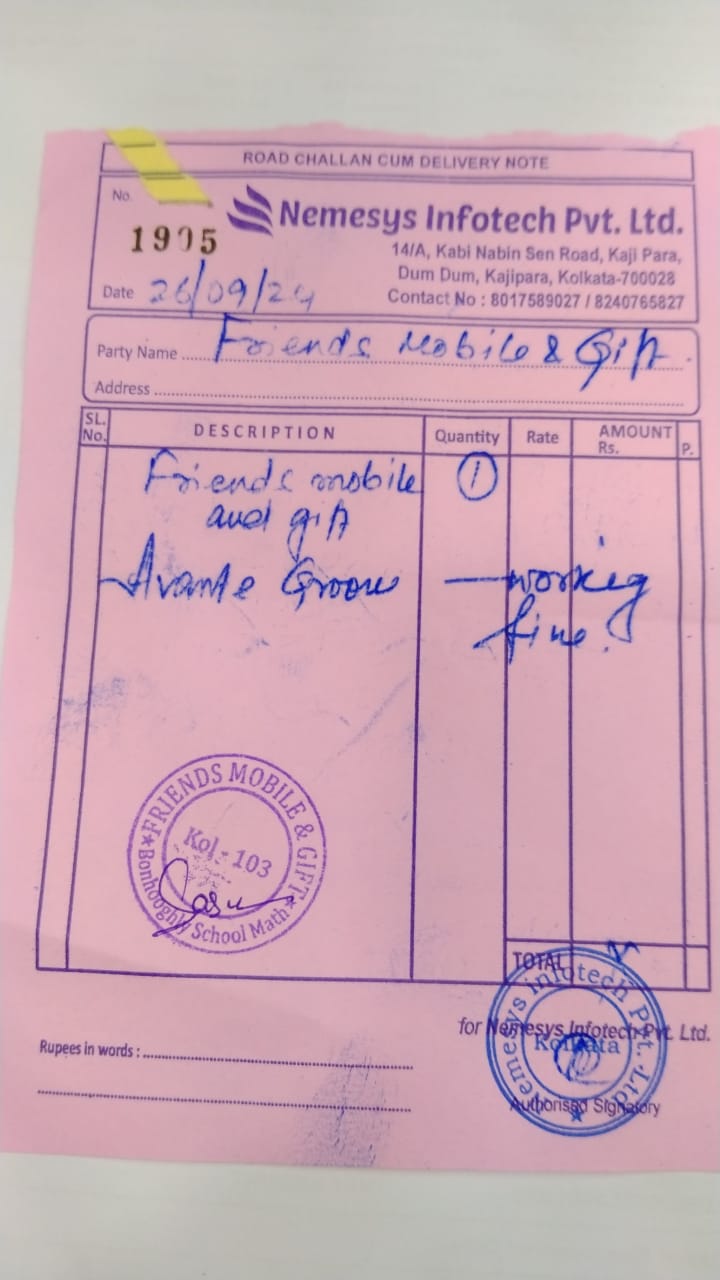 ROAD CHALLAN CUM DELIVERY NOTE
No.
1905
Nemesys Infotech Pvt. Ltd.
14/A, Kabi Nabin Sen Road, Kaji Para,
Dum Dum, Kajipara, Kolkata-700028
Contact No : 8017589027 / 8240765827
Date 26/09/24
Party Name Friends Mobile & Gift
Address
SL. No. DESCRIPTION Quantity Rate AMOUNT Rs. P.
Friends mobile 1
and gift
Avante Groow — working
fine.
★FRIENDS MOBILE & GIFT★
Kol - 103
Bonhooghly School Math
TOTAL
for Nemesys Infotech Pvt. Ltd.
Nemesys Infotech Pvt. Ltd.
Kolkata
Rupees in words :
Authorised Signatory